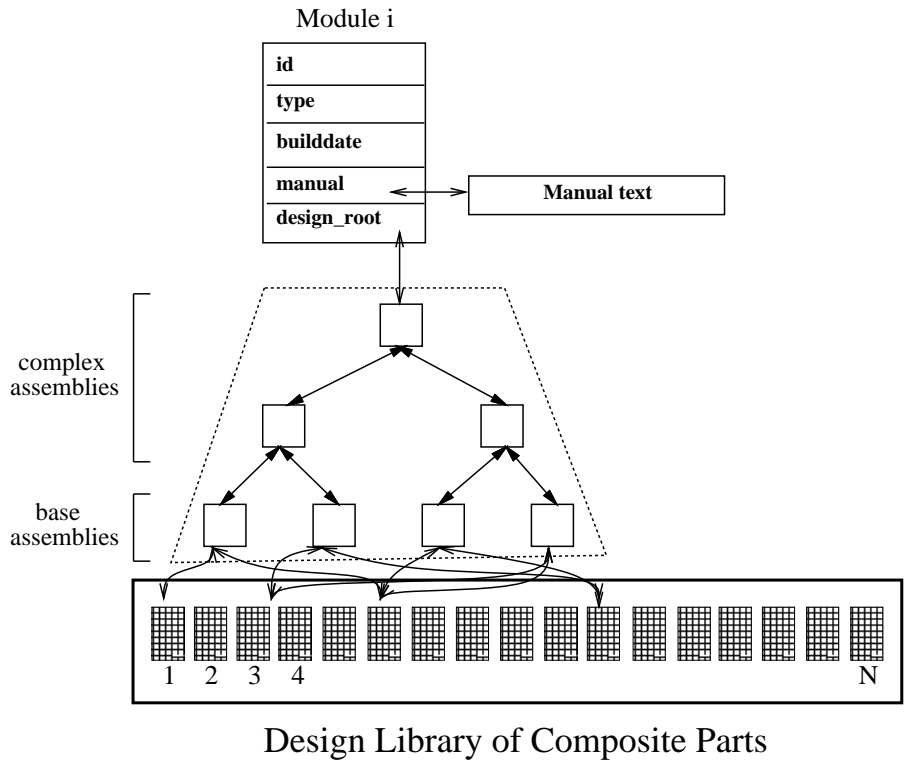 Module i
id
type
builddate
manual
Manual text
design_root
complex
assemblies
base
assemblies
1 2 3 4 N
Design Library of Composite Parts